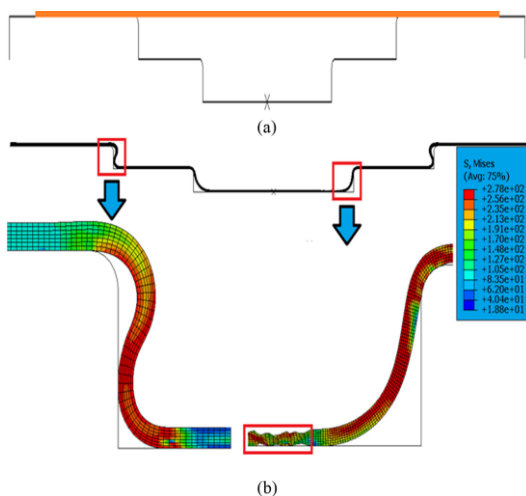 (a)
S, Mises
(Avg: 75%)
+2.78e+02
+2.56e+02
+2.35e+02
+2.13e+02
+1.91e+02
+1.70e+02
+1.48e+02
+1.27e+02
+1.05e+02
+8.35e+01
+6.20e+01
+4.04e+01
+1.88e+01
(b)